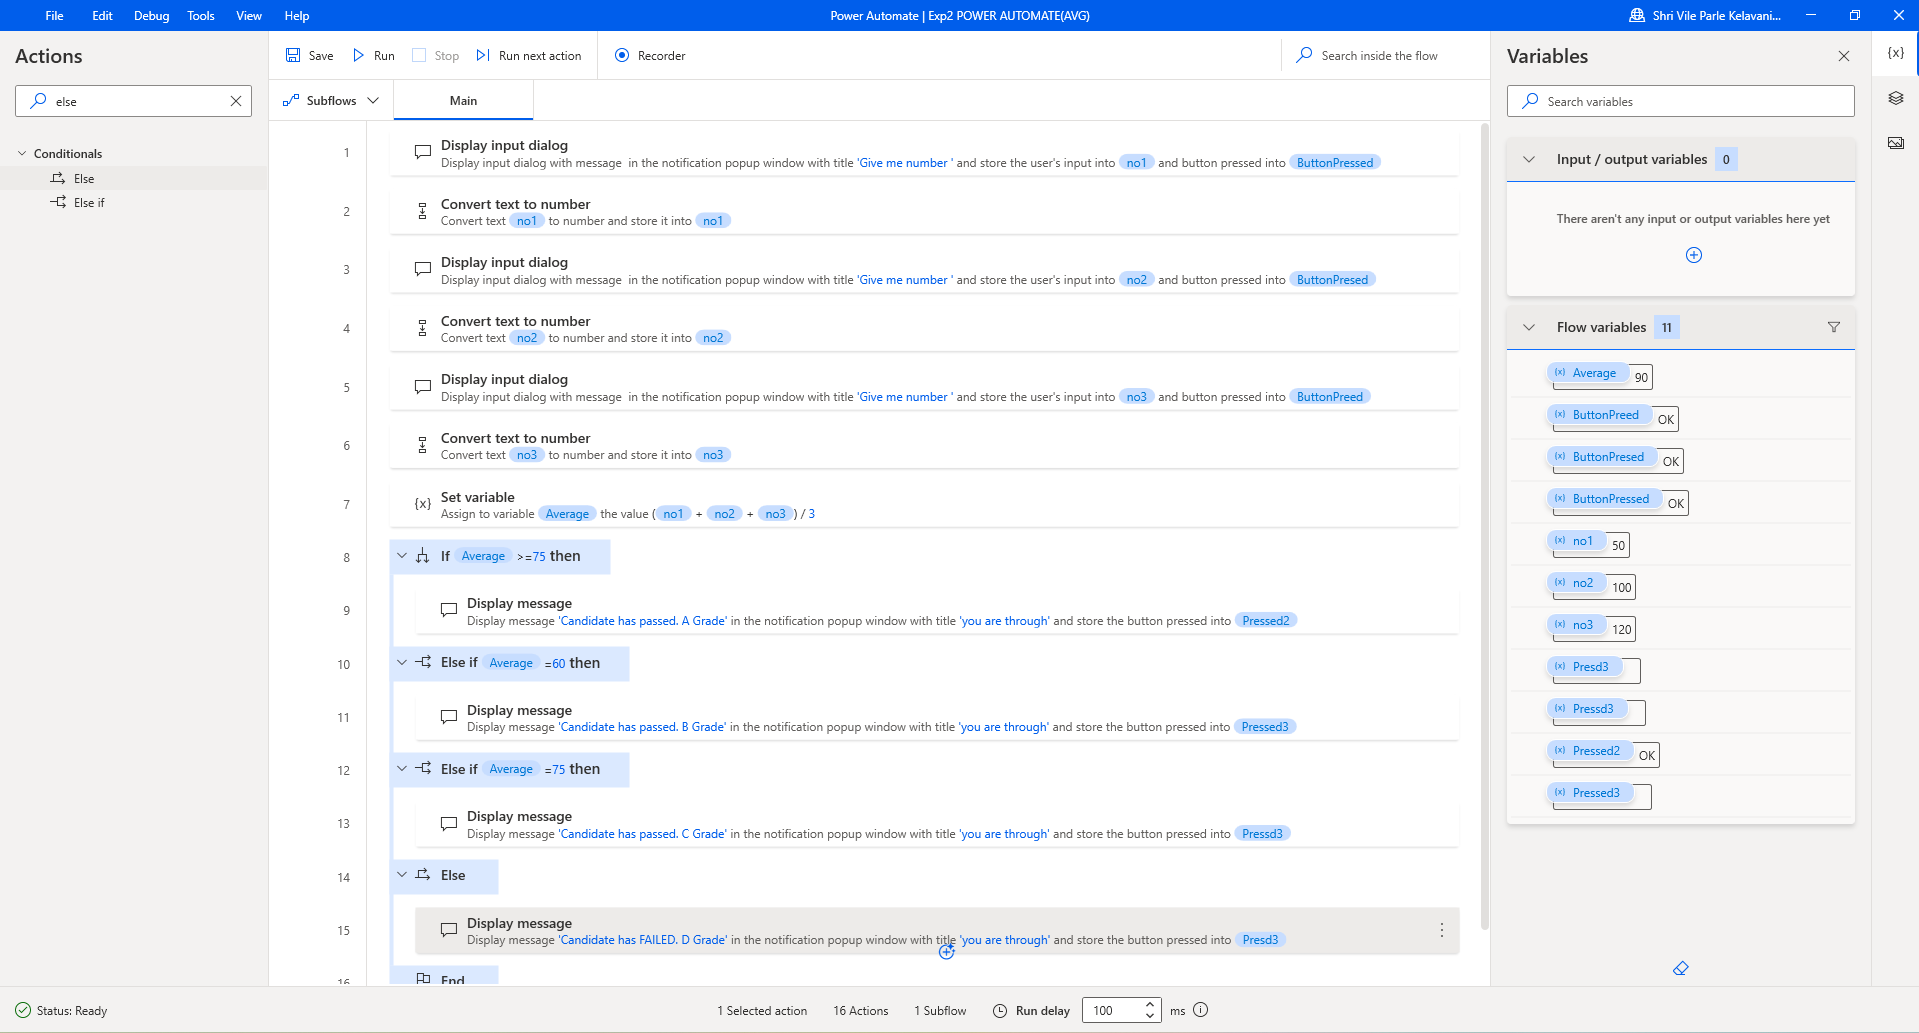 File Edit Debug Tools View Help
Power Automate | Exp2 POWER AUTOMATE(AVG)
Shri Vile Parle Kelavani...
Actions
else
Conditionals
Else
Else if
Save Run Stop Run next action Recorder
Search inside the flow
Subflows Main
1 Display input dialog
Display input dialog with message in the notification popup window with title 'Give me number ' and store the user's input into no1 and button pressed into ButtonPressed
2 Convert text to number
Convert text no1 to number and store it into no1
3 Display input dialog
Display input dialog with message in the notification popup window with title 'Give me number ' and store the user's input into no2 and button pressed into ButtonPresed
4 Convert text to number
Convert text no2 to number and store it into no2
5 Display input dialog
Display input dialog with message in the notification popup window with title 'Give me number ' and store the user's input into no3 and button pressed into ButtonPreed
6 Convert text to number
Convert text no3 to number and store it into no3
7 {x} Set variable
Assign to variable Average the value ( no1 + no2 + no3 ) / 3
8 If Average >=75 then
9 Display message
Display message 'Candidate has passed. A Grade' in the notification popup window with title 'you are through' and store the button pressed into Pressed2
10 Else if Average =60 then
11 Display message
Display message 'Candidate has passed. B Grade' in the notification popup window with title 'you are through' and store the button pressed into Pressed3
12 Else if Average =75 then
13 Display message
Display message 'Candidate has passed. C Grade' in the notification popup window with title 'you are through' and store the button pressed into Pressd3
14 Else
15 Display message
Display message 'Candidate has FAILED. D Grade' in the notification popup window with title 'you are through' and store the button pressed into Presd3
16 End
Variables
{x}
Search variables
Input / output variables 0
There aren't any input or output variables here yet
Flow variables 11
(x) Average 90
(x) ButtonPreed OK
(x) ButtonPresed OK
(x) ButtonPressed OK
(x) no1 50
(x) no2 100
(x) no3 120
(x) Presd3
(x) Pressd3
(x) Pressed2 OK
(x) Pressed3
Status: Ready
1 Selected action 16 Actions 1 Subflow Run delay 100 ms